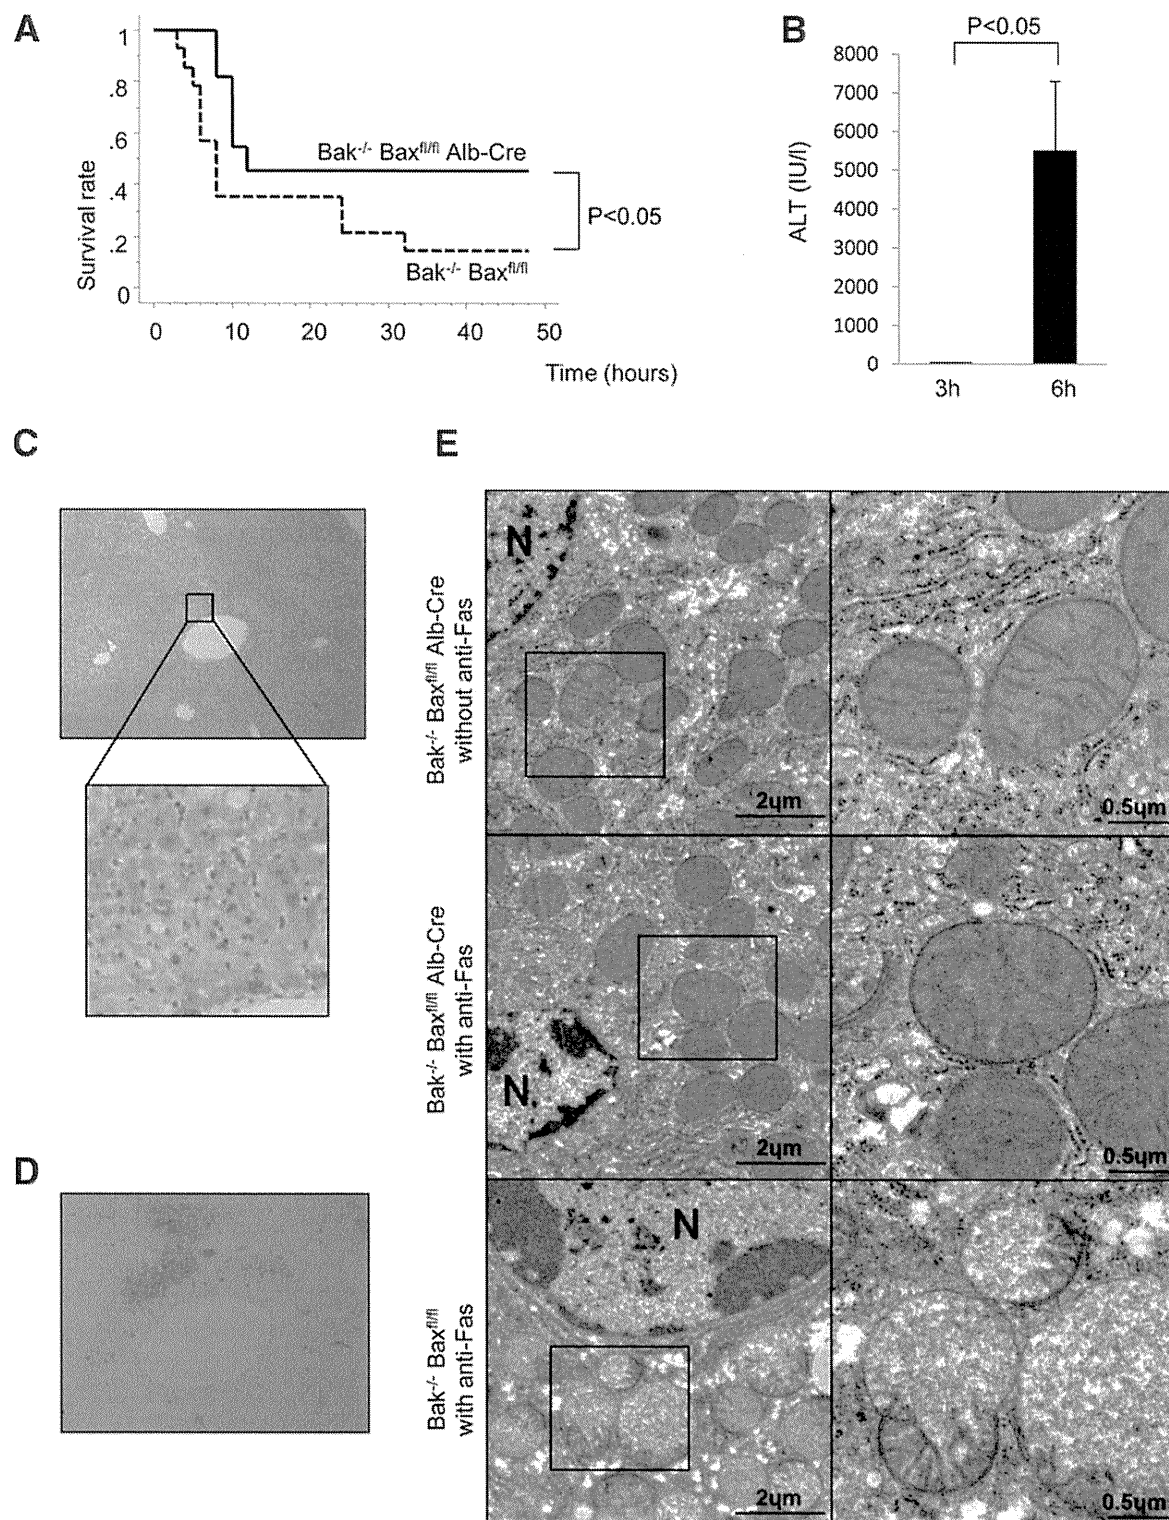 A
1
.8
.6
.4
.2
0
Survival rate
0 10 20 30 40 50
Time (hours)
Bak-/- Baxfl/fl Alb-Cre
Bak-/- Baxfl/fl
P<0.05
B
P<0.05
8000
7000
6000
5000
4000
3000
2000
1000
0
ALT (IU/l)
3h 6h
C
D
E
Bak-/- Baxfl/fl Alb-Cre
without anti-Fas
N
2μm
0.5μm
Bak-/- Baxfl/fl Alb-Cre
with anti-Fas
N
2μm
0.5μm
Bak-/- Baxfl/fl
with anti-Fas
N
2μm
0.5μm